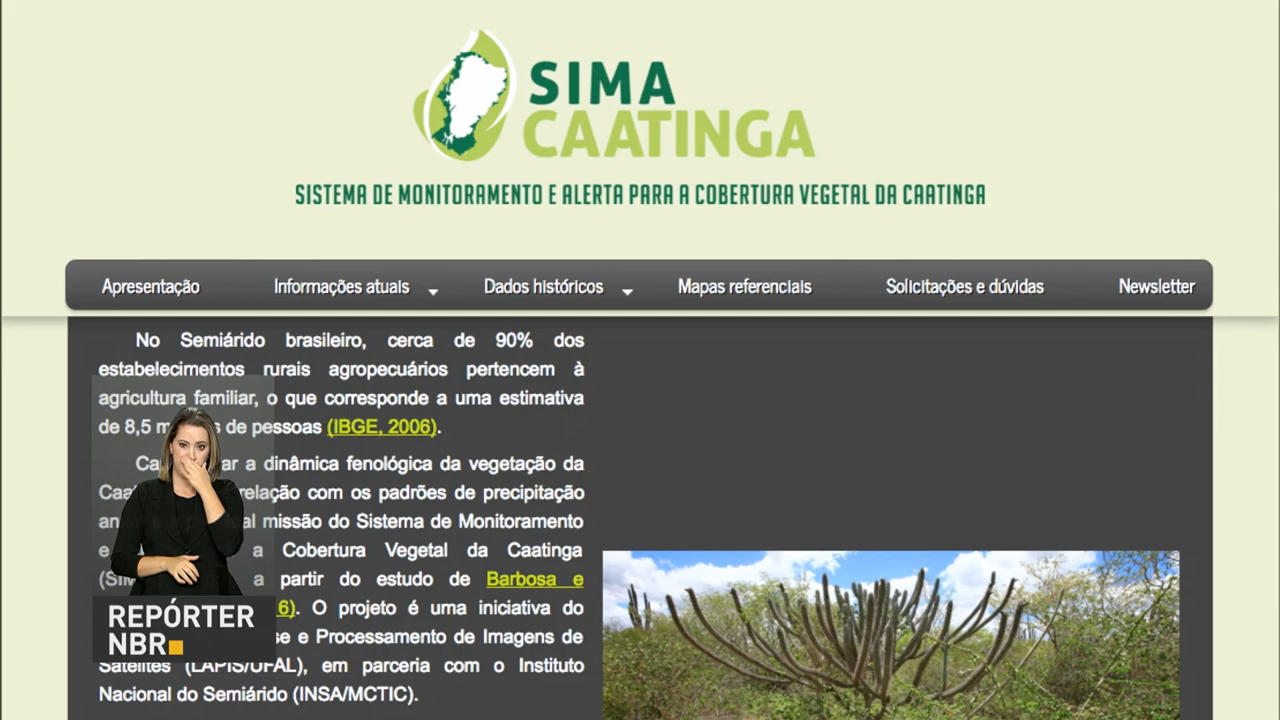 SIMA
CAATINGA
SISTEMA DE MONITORAMENTO E ALERTA PARA A COBERTURA VEGETAL DA CAATINGA
Apresentação Informações atuais Dados históricos Mapas referenciais Solicitações e dúvidas Newsletter
No Semiárido brasileiro, cerca de 90% dos
estabelecimentos rurais agropecuários pertencem à
agricultura familiar, o que corresponde a uma estimativa
de 8,5 de pessoas (IBGE, 2006).
a dinâmica fenológica da vegetação da
relação com os padrões de precipitação
missão do Sistema de Monitoramento
e a Cobertura Vegetal da Caatinga
a partir do estudo de Barbosa e
6). O projeto é uma iniciativa do
e Processamento de Imagens de
Satélites (LAPIS/UFAL), em parceria com o Instituto
Nacional do Semiárido (INSA/MCTIC).
REPÓRTER
NBR